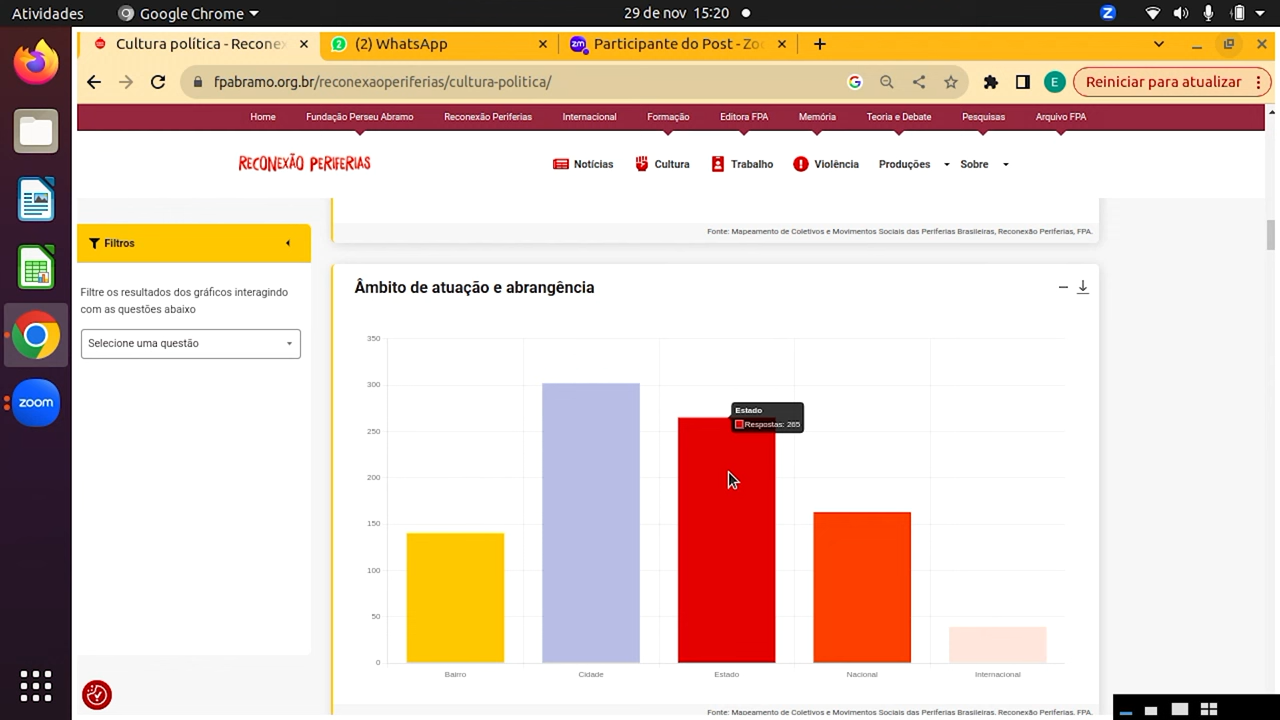 Atividades
Google Chrome
29 de nov 15:20
Cultura política - Reconex
(2) WhatsApp
Participante do Post - Zoo
fpabramo.org.br/reconexaoperiferias/cultura-politica/
E
Reiniciar para atualizar
Home
Fundação Perseu Abramo
Reconexão Periferias
Internacional
Formação
Editora FPA
Memória
Teoria e Debate
Pesquisas
Arquivo FPA
RECONEXÃO PERIFERIAS
Notícias
Cultura
Trabalho
Violência
Produções
Sobre
Fonte: Mapeamento de Coletivos e Movimentos Sociais das Periferias Brasileiras, Reconexão Periferias, FPA.
Filtros
Filtre os resultados dos gráficos interagindo
com as questões abaixo
Selecione uma questão
Âmbito de atuação e abrangência
350
300
250
200
150
100
50
0
Estado
Respostas: 265
Bairro
Cidade
Estado
Nacional
Internacional
Fonte: Mapeamento de Coletivos e Movimentos Sociais das Periferias Brasileiras, Reconexão Periferias, FPA.
zoom
zm
Z